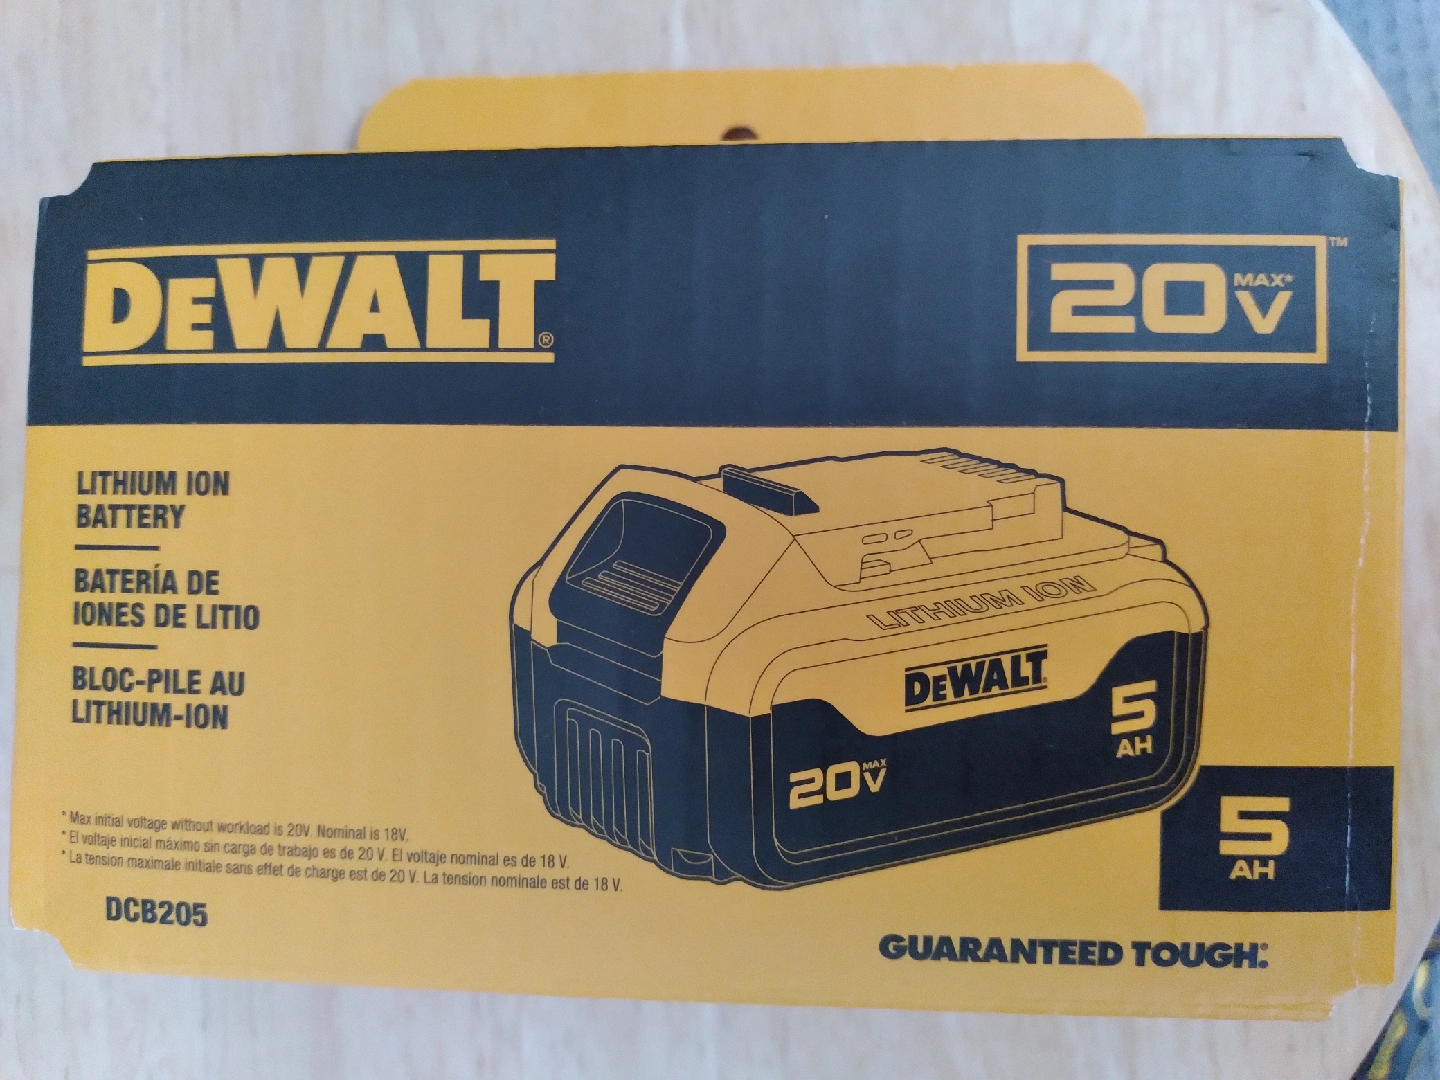 DEWALT®
20V MAX*™
LITHIUM ION
BATTERY
BATERÍA DE
IONES DE LITIO
BLOC-PILE AU
LITHIUM-ION
LITHIUM ION
DEWALT
5
AH
20V MAX
* Max initial voltage without workload is 20V. Nominal is 18V.
* El voltaje inicial máximo sin carga de trabajo es de 20 V. El voltaje nominal es de 18 V.
* La tension maximale initiale sans effet de charge est de 20 V. La tension nominale est de 18 V.
5
AH
DCB205
GUARANTEED TOUGH.®